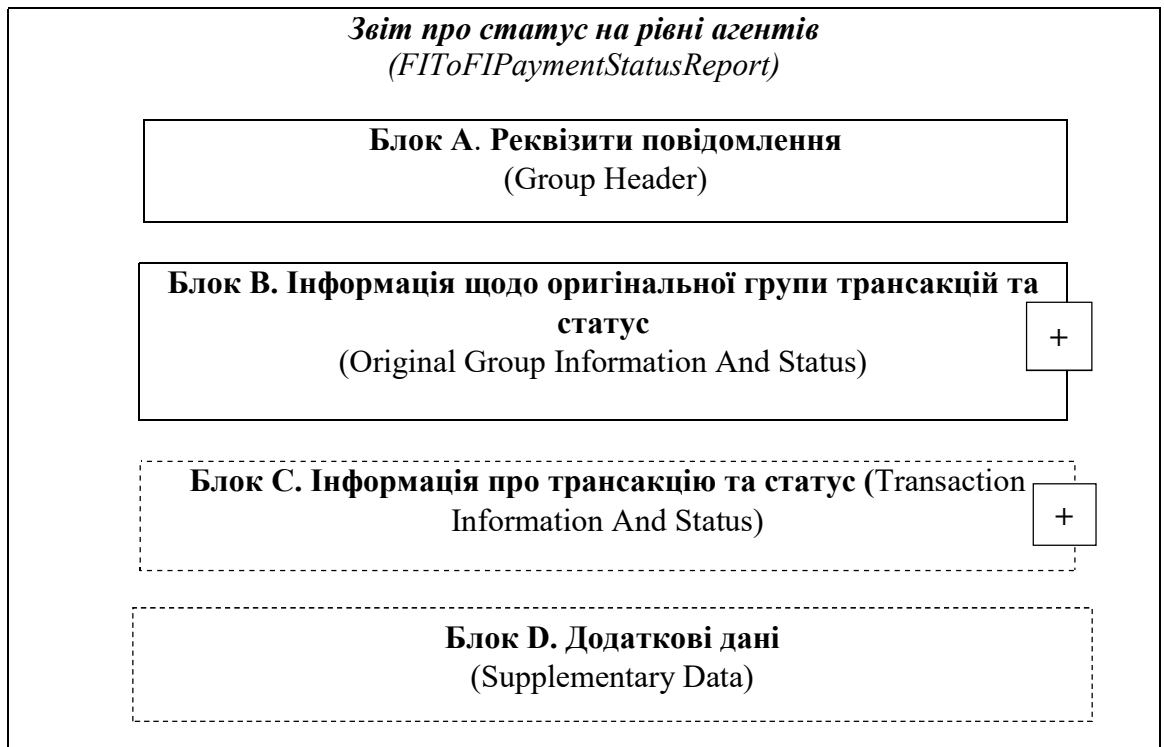 Звіт про статус на рівні агентів
(FIToFIPaymentStatusReport)
Блок A. Реквізити повідомлення
(Group Header)
Блок B. Інформація щодо оригінальної групи трансакцій та
статус
(Original Group Information And Status)
+
Блок C. Інформація про трансакцію та статус (Transaction
Information And Status)
+
Блок D. Додаткові дані
(Supplementary Data)